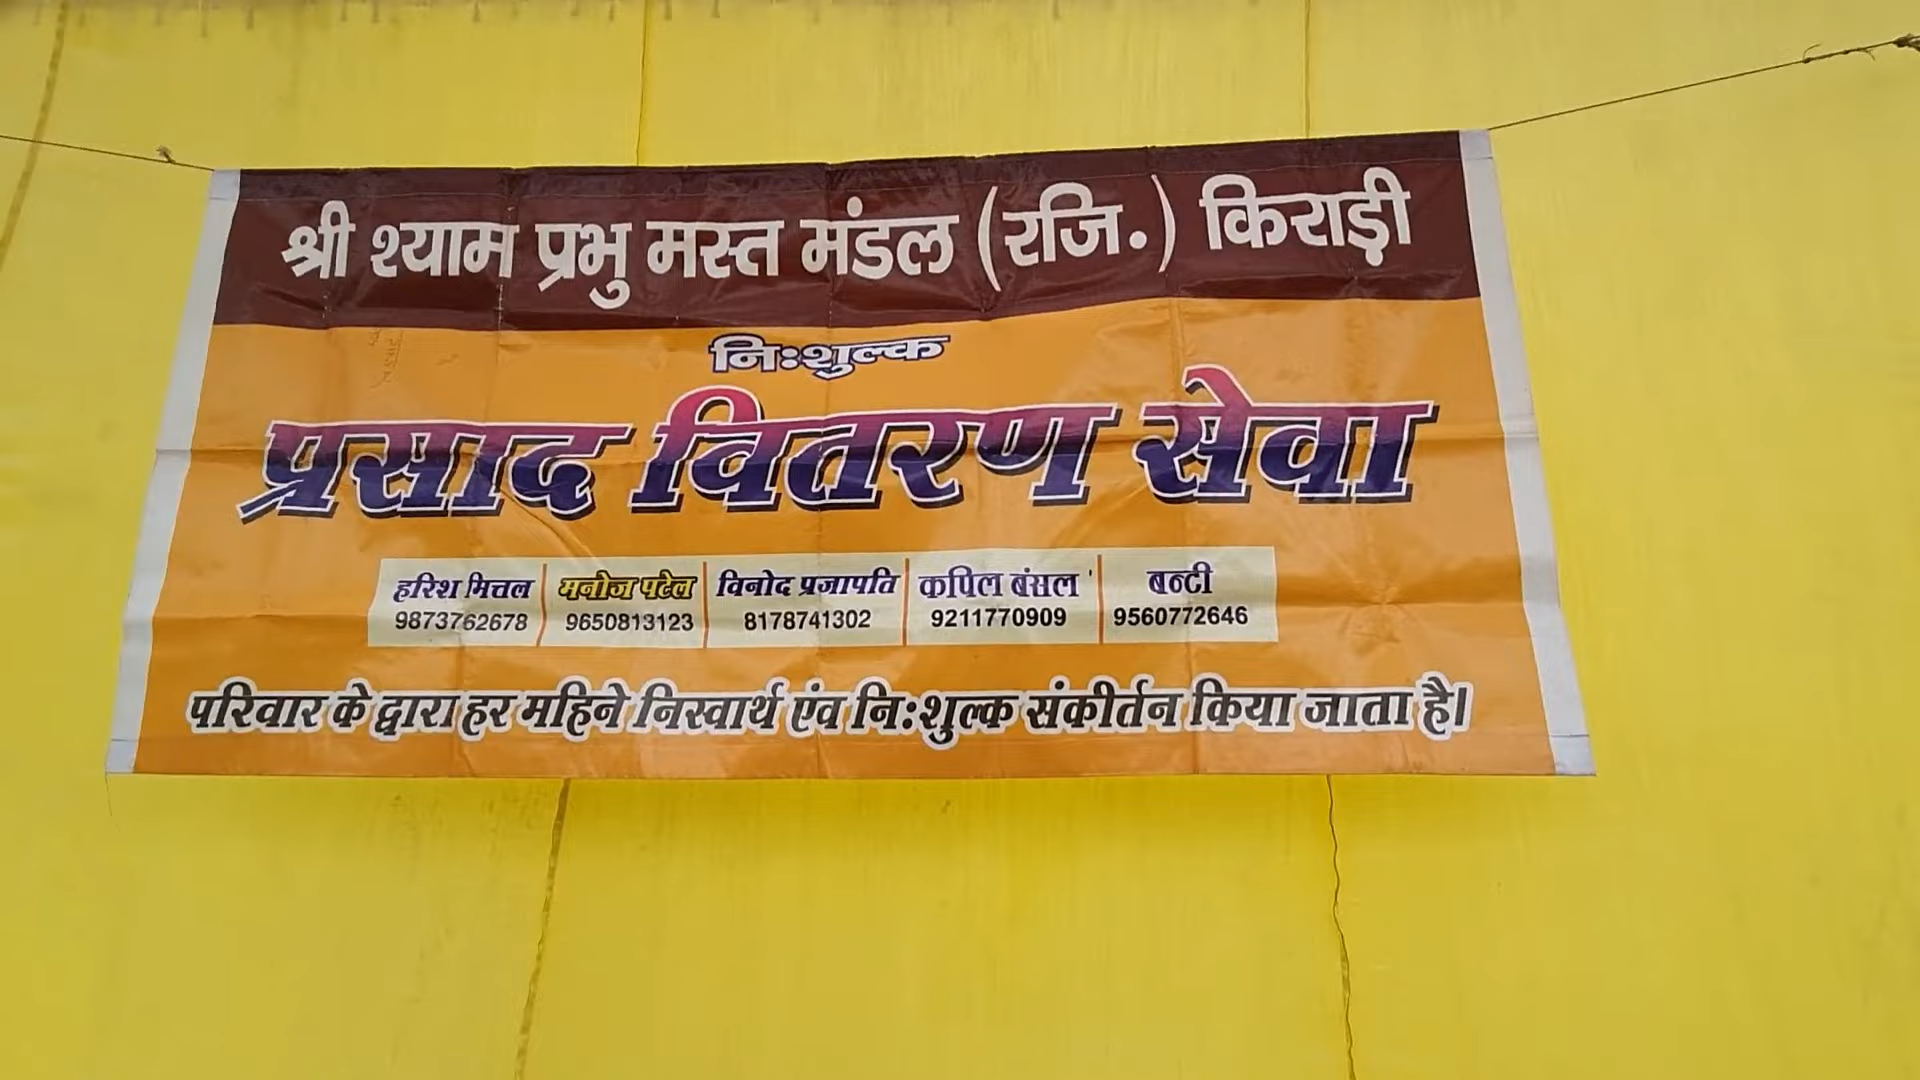 श्री श्याम प्रभु मस्त मंडल (रजि.) किराड़ी
निःशुल्क
प्रसाद वितरण सेवा
हरिश मित्तल मनोज पटेल विनोद प्रजापति कपिल बंसल बन्टी
9873762678 9650813123 8178741302 9211770909 9560772646
परिवार के द्वारा हर महिने निस्वार्थ एंव नि:शुल्क संकीर्तन किया जाता है।